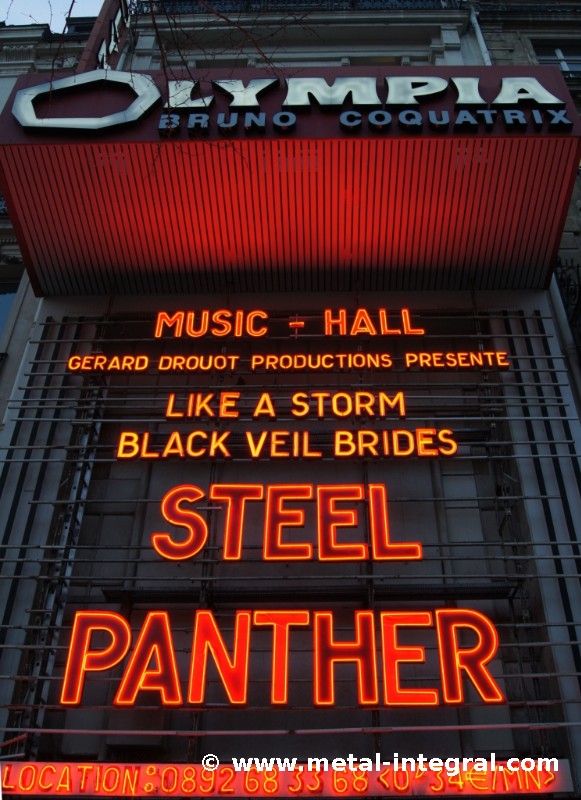 OLYMPIA
BRUNO COQUATRIX
MUSIC - HALL
GERARD DROUOT PRODUCTIONS PRESENTE
LIKE A STORM
BLACK VEIL BRIDES
STEEL
PANTHER
© www.metal-integral.com
LOCATION: 0892 68 33 68 <0'34€/MN>